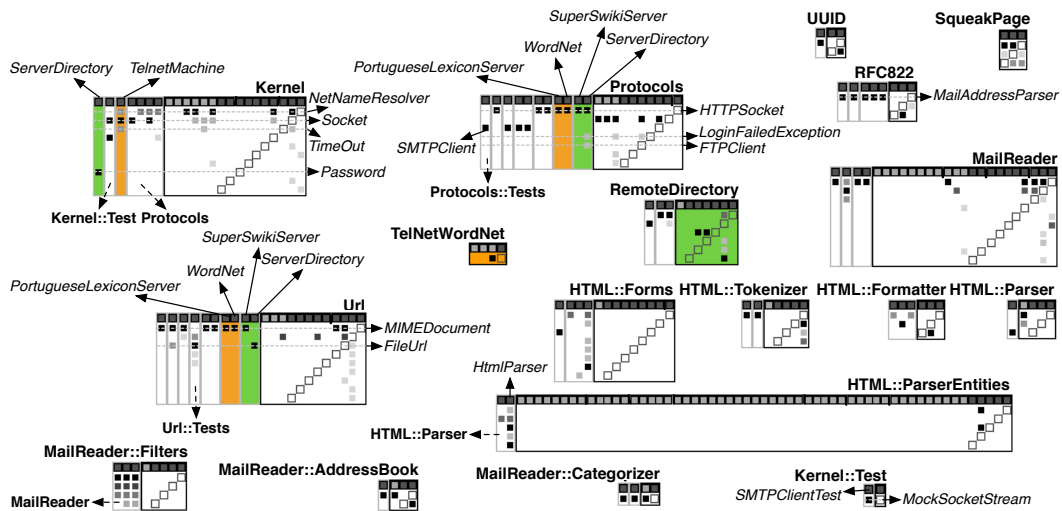 SuperSwikiServer
UUID
SqueakPage
WordNet
ServerDirectory
ServerDirectory
TelnetMachine
PortugueseLexiconServer
RFC822
Kernel
Protocols
NetNameResolver
MailAddressParser
HTTPSocket
Socket
LoginFailedException
TimeOut
SMTPClient
FTPClient
MailReader
Password
Protocols::Tests
RemoteDirectory
Kernel::Test Protocols
SuperSwikiServer
TelNetWordNet
WordNet
ServerDirectory
PortugueseLexiconServer
HTML::Forms
HTML::Tokenizer
HTML::Formatter
HTML::Parser
Url
MIMEDocument
FileUrl
HtmlParser
HTML::ParserEntities
Url::Tests
HTML::Parser
MailReader::Filters
MailReader::AddressBook
MailReader::Categorizer
Kernel::Test
SMTPClientTest
MailReader
MockSocketStream